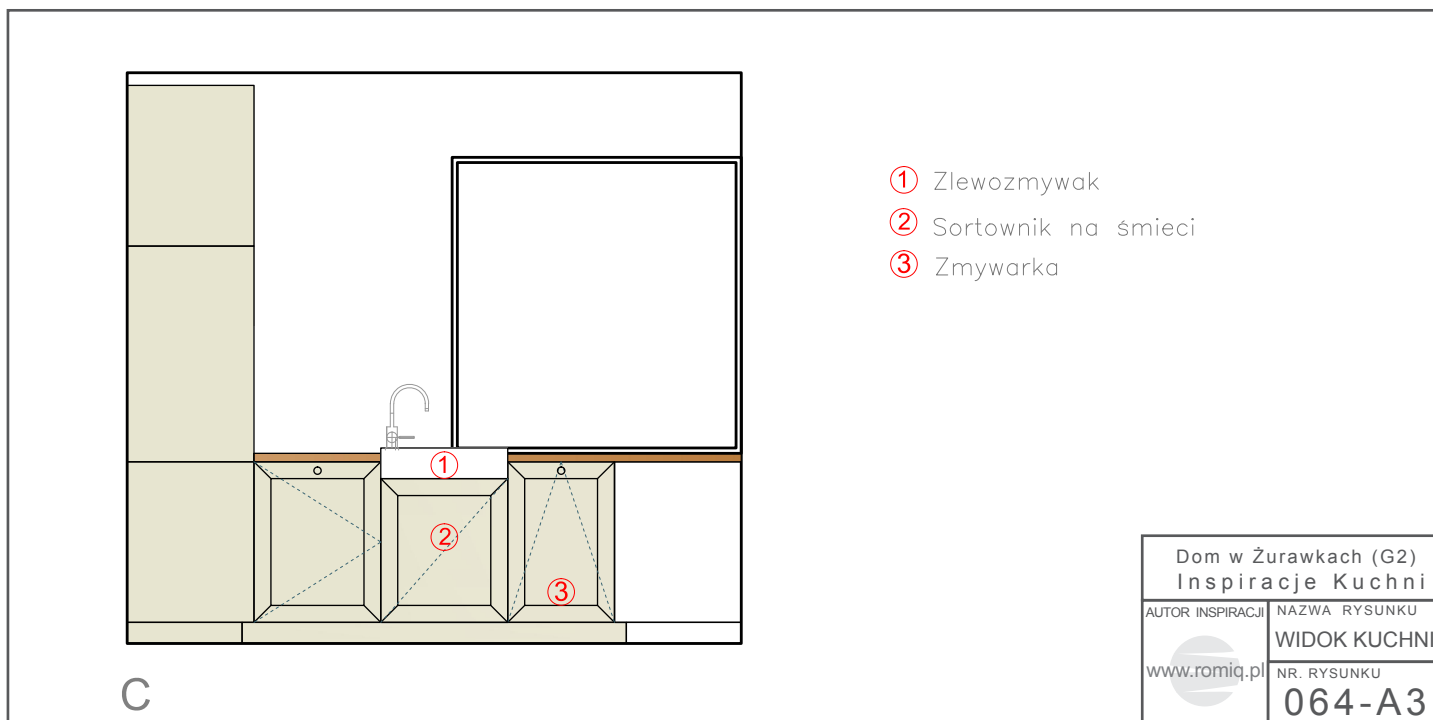 1 Zlewozmywak
2 Sortownik na śmieci
3 Zmywarka
1
2
3
C
Dom w Żurawkach (G2)
Inspiracje Kuchni
AUTOR INSPIRACJI
www.romiq.pl
NAZWA RYSUNKU
WIDOK KUCHNI
NR. RYSUNKU
064-A3